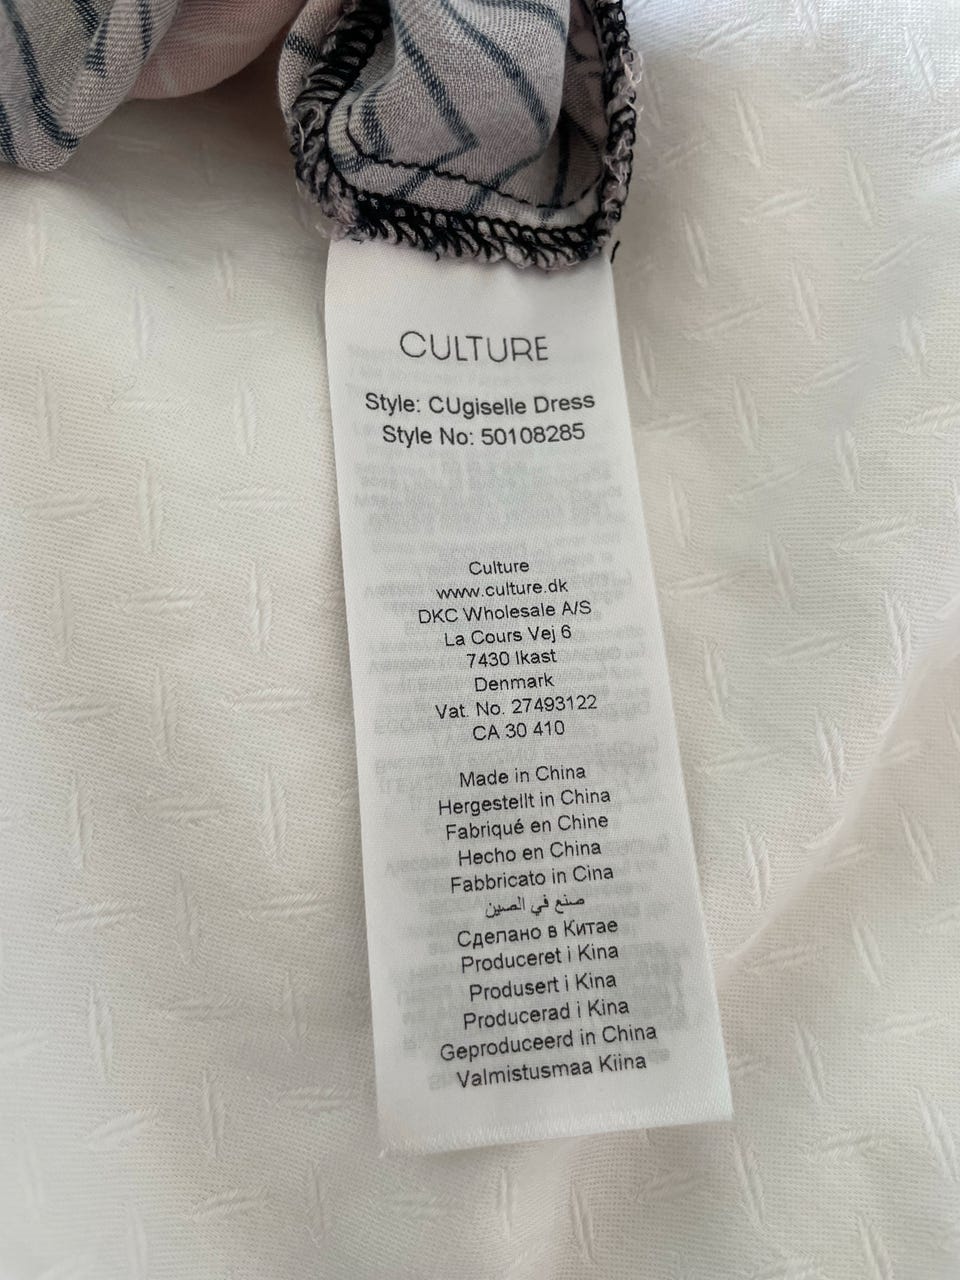 CULTURE
Style: CUgiselle Dress
Style No: 50108285
Culture
www.culture.dk
DKC Wholesale A/S
La Cours Vej 6
7430 Ikast
Denmark
Vat. No. 27493122
CA 30 410
Made in China
Hergestellt in China
Fabriqué en Chine
Hecho en China
Fabbricato in Cina
صنع في الصين
Сделано в Китае
Produceret i Kina
Produsert i Kina
Producerad i Kina
Geproduceerd in China
Valmistusmaa Kiina